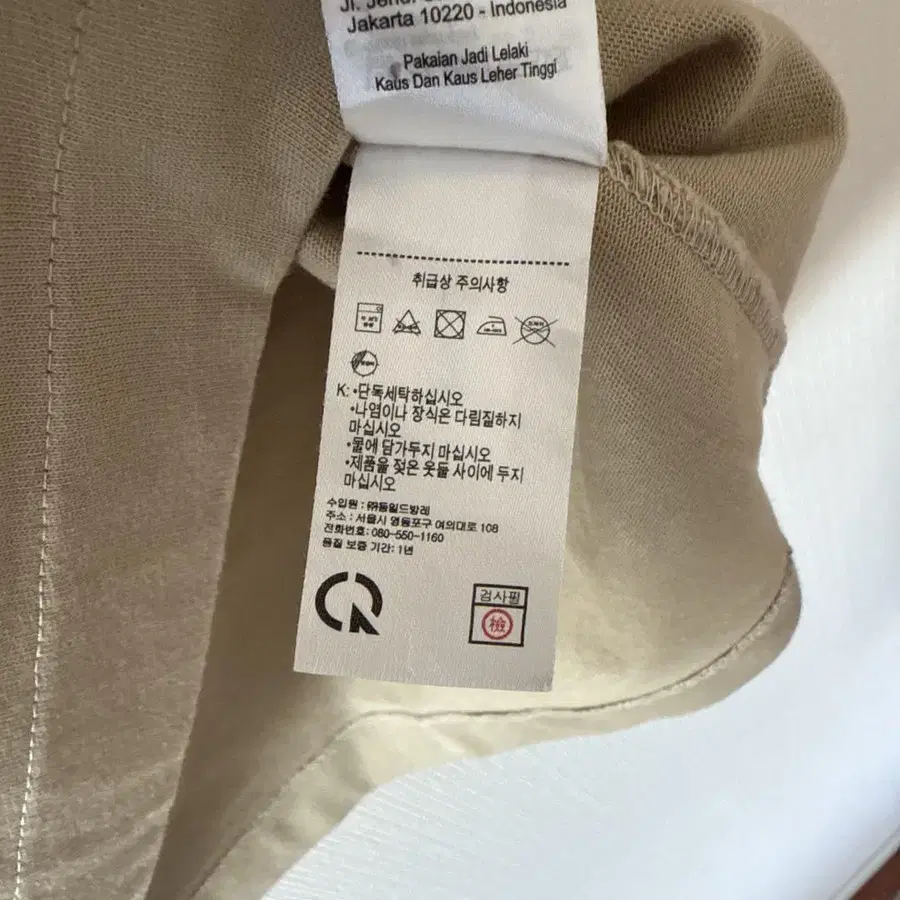 Jakarta 10220 - Indonesia
Pakaian Jadi Lelaki
Kaus Dan Kaus Leher Tinggi
취급상 주의사항
K: •단독세탁하십시오
•나염이나 장식은 다림질하지
마십시오
•물에 담가두지 마십시오
•제품을 젖은 옷들 사이에 두지
마십시오
수입원 : ㈜올일드방레
주소 : 서울시 영등포구 여의대로 108
전화번호: 080-550-1160
품질 보증 기간: 1년
검사필
檢